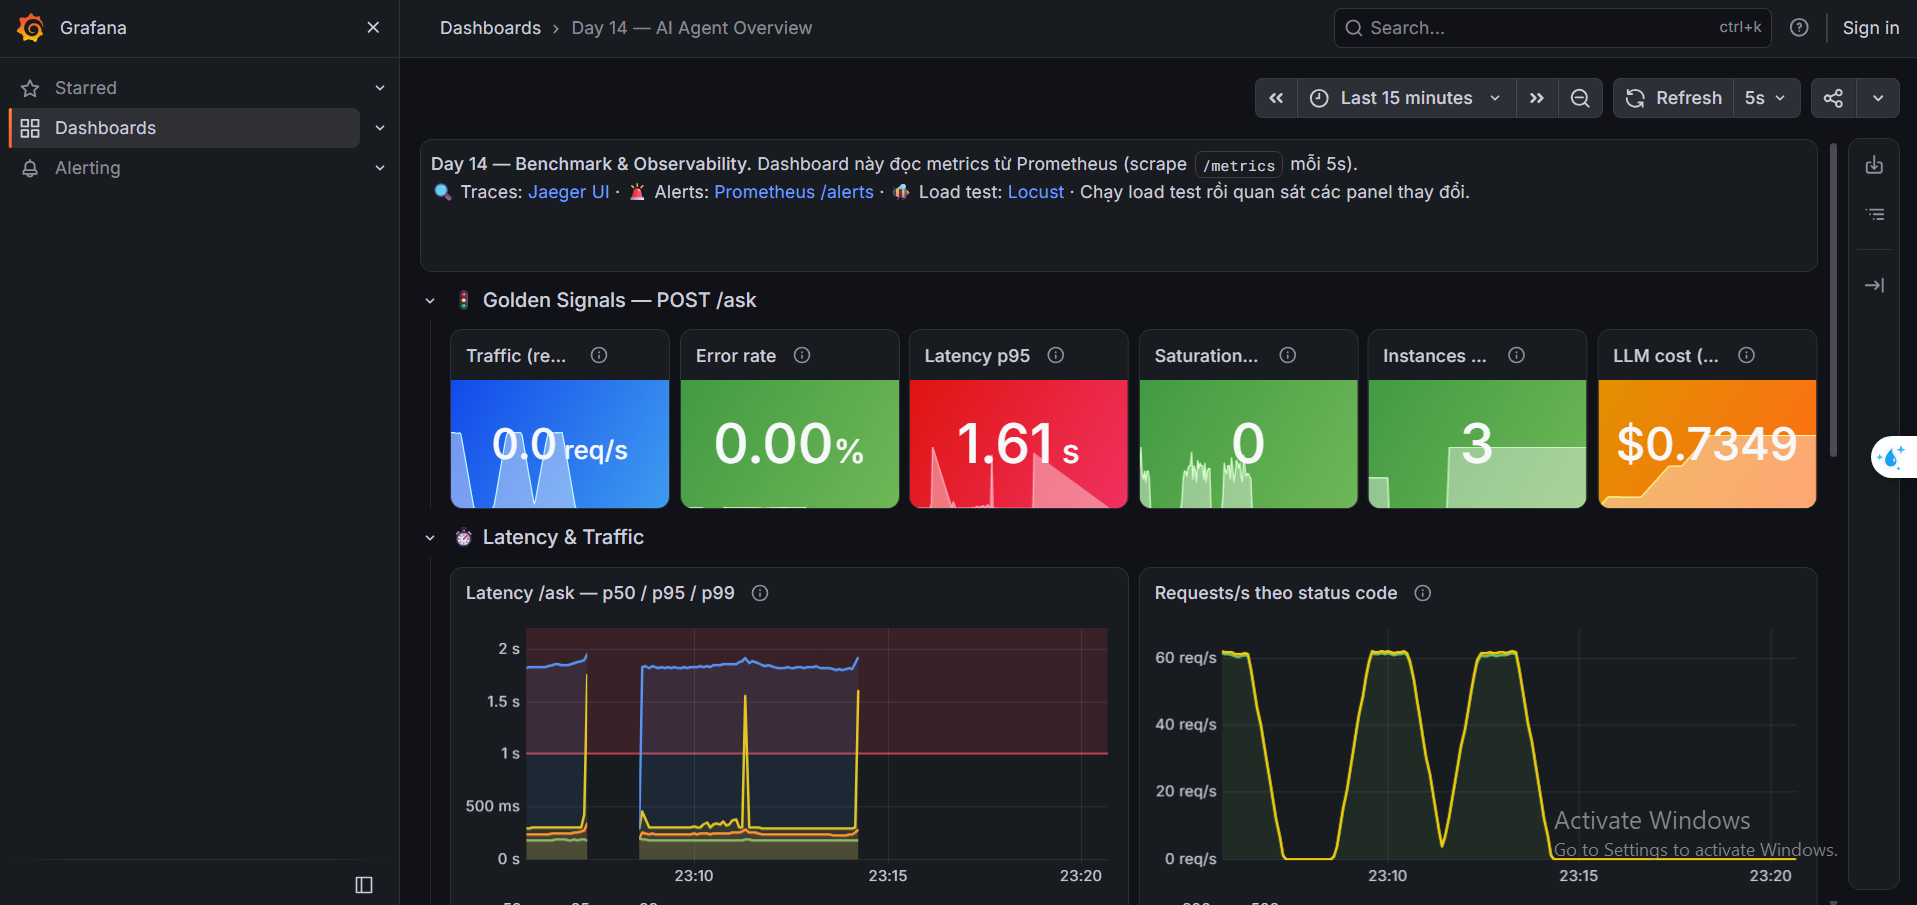 Grafana
Dashboards › Day 14 — AI Agent Overview
Search...
ctrl+k
Sign in
Starred
Dashboards
Alerting
Last 15 minutes
Refresh
5s
Day 14 — Benchmark & Observability. Dashboard này đọc metrics từ Prometheus (scrape /metrics mỗi 5s).
Traces: Jaeger UI · Alerts: Prometheus /alerts · Load test: Locust · Chạy load test rồi quan sát các panel thay đổi.
Golden Signals — POST /ask
Traffic (re...
0.0 req/s
Error rate
0.00%
Latency p95
1.61 s
Saturation...
0
Instances ...
3
LLM cost (...
$0.7349
Latency & Traffic
Latency /ask — p50 / p95 / p99
2 s
1.5 s
1 s
500 ms
0 s
23:10
23:15
23:20
Requests/s theo status code
60 req/s
40 req/s
20 req/s
0 req/s
23:10
23:15
23:20
Activate Windows
Go to Settings to activate Windows.